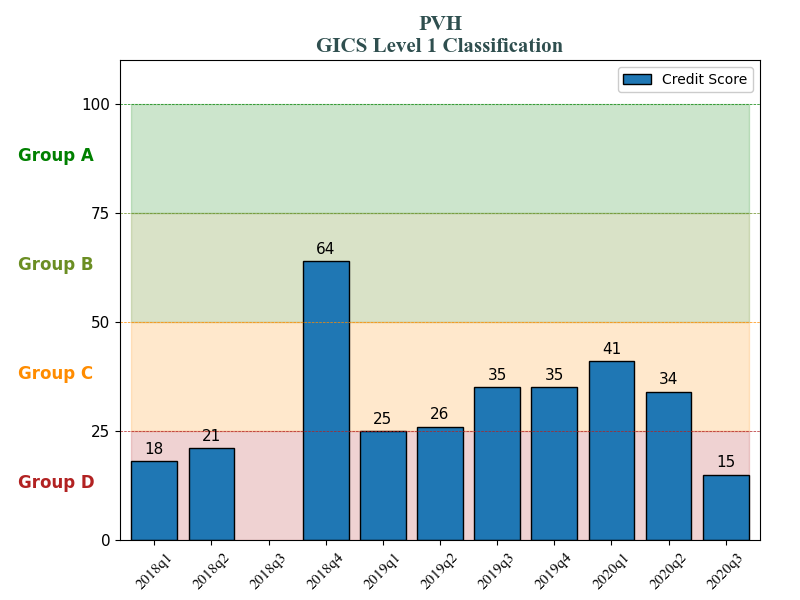 PVH
GICS Level 1 Classification
Credit Score
100
Group A
75
64
Group B
50
41
35
35
34
Group C
26
25
25
21
18
15
Group D
0
2018q1
2018q2
2018q3
2018q4
2019q1
2019q2
2019q3
2019q4
2020q1
2020q2
2020q3